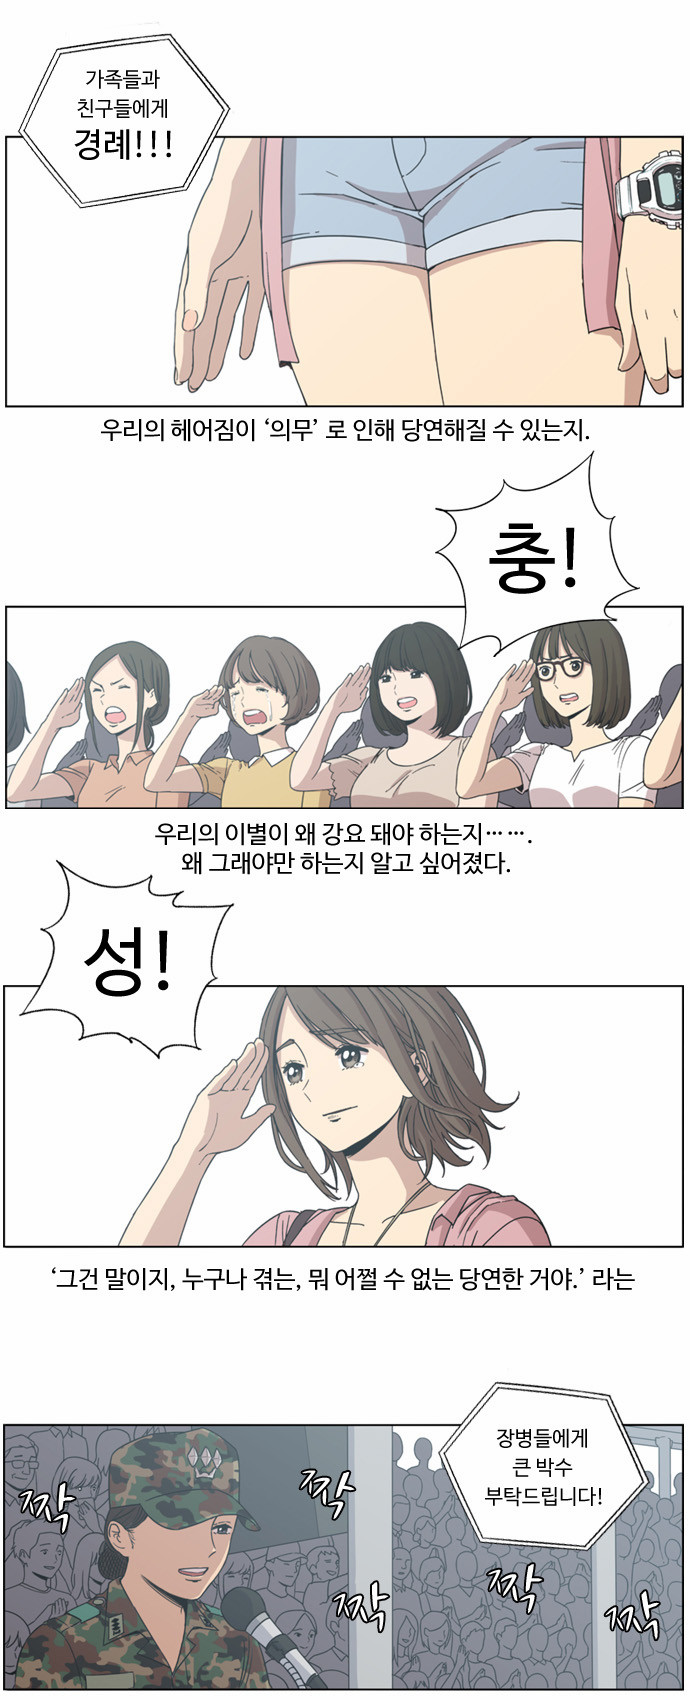 가족들과
친구들에게
경례!!!
우리의 헤어짐이 ‘의무’ 로 인해 당연해질 수 있는지.
충!
우리의 이별이 왜 강요 돼야 하는지…….
왜 그래야만 하는지 알고 싶어졌다.
성!
‘그건 말이지, 누구나 겪는, 뭐 어쩔 수 없는 당연한 거야.’ 라는
장병들에게
큰 박수
부탁드립니다!
짝
짝
짝
짝
짝